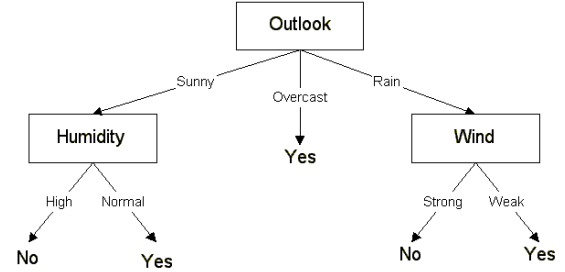 Outlook
Sunny
Overcast
Rain
Humidity
Yes
Wind
High
Normal
Strong
Weak
No
Yes
No
Yes